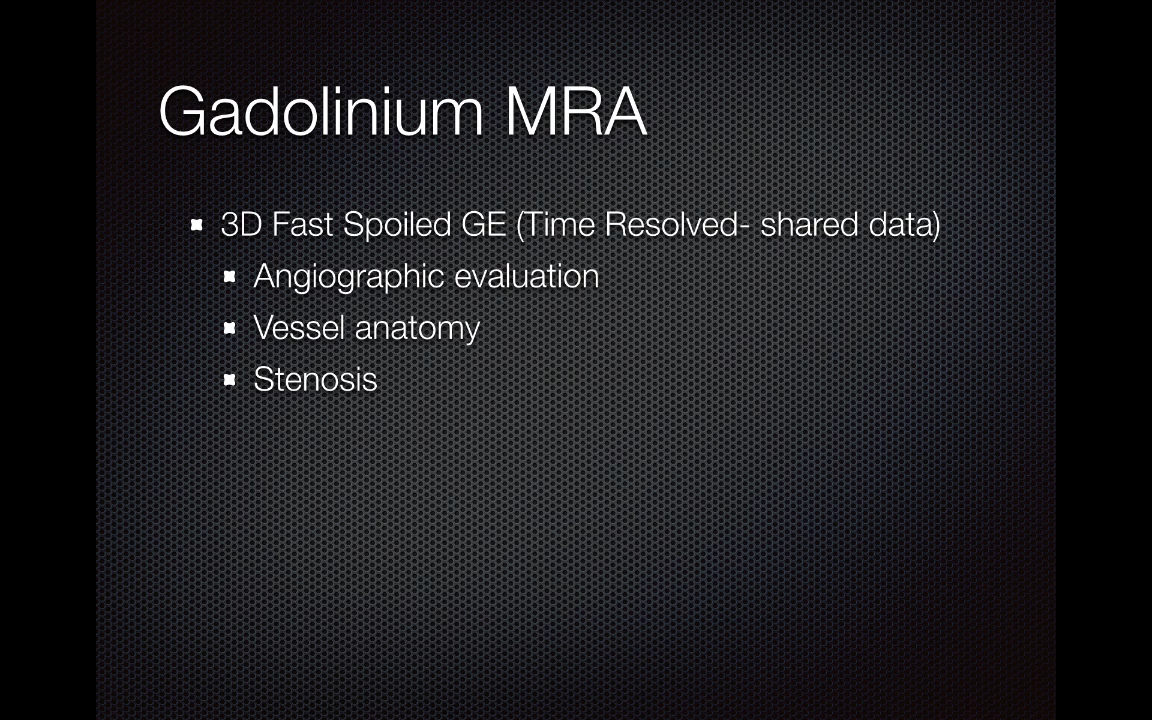 Gadolinium MRA
3D Fast Spoiled GE (Time Resolved- shared data)
Angiographic evaluation
Vessel anatomy
Stenosis